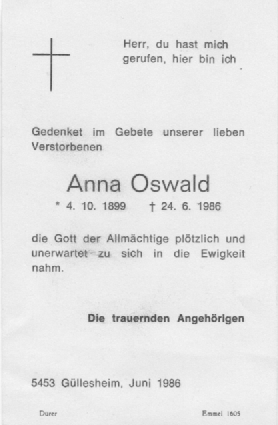 Herr, du hast mich
gerufen, hier bin ich
Gedenket im Gebete unserer lieben
Verstorbenen
Anna Oswald
* 4. 10. 1899 † 24. 6. 1986
die Gott der Allmächtige plötzlich und
unerwartet zu sich in die Ewigkeit
nahm.
Die trauernden Angehörigen
5453 Güllesheim, Juni 1986
Dürer Emmel 1605